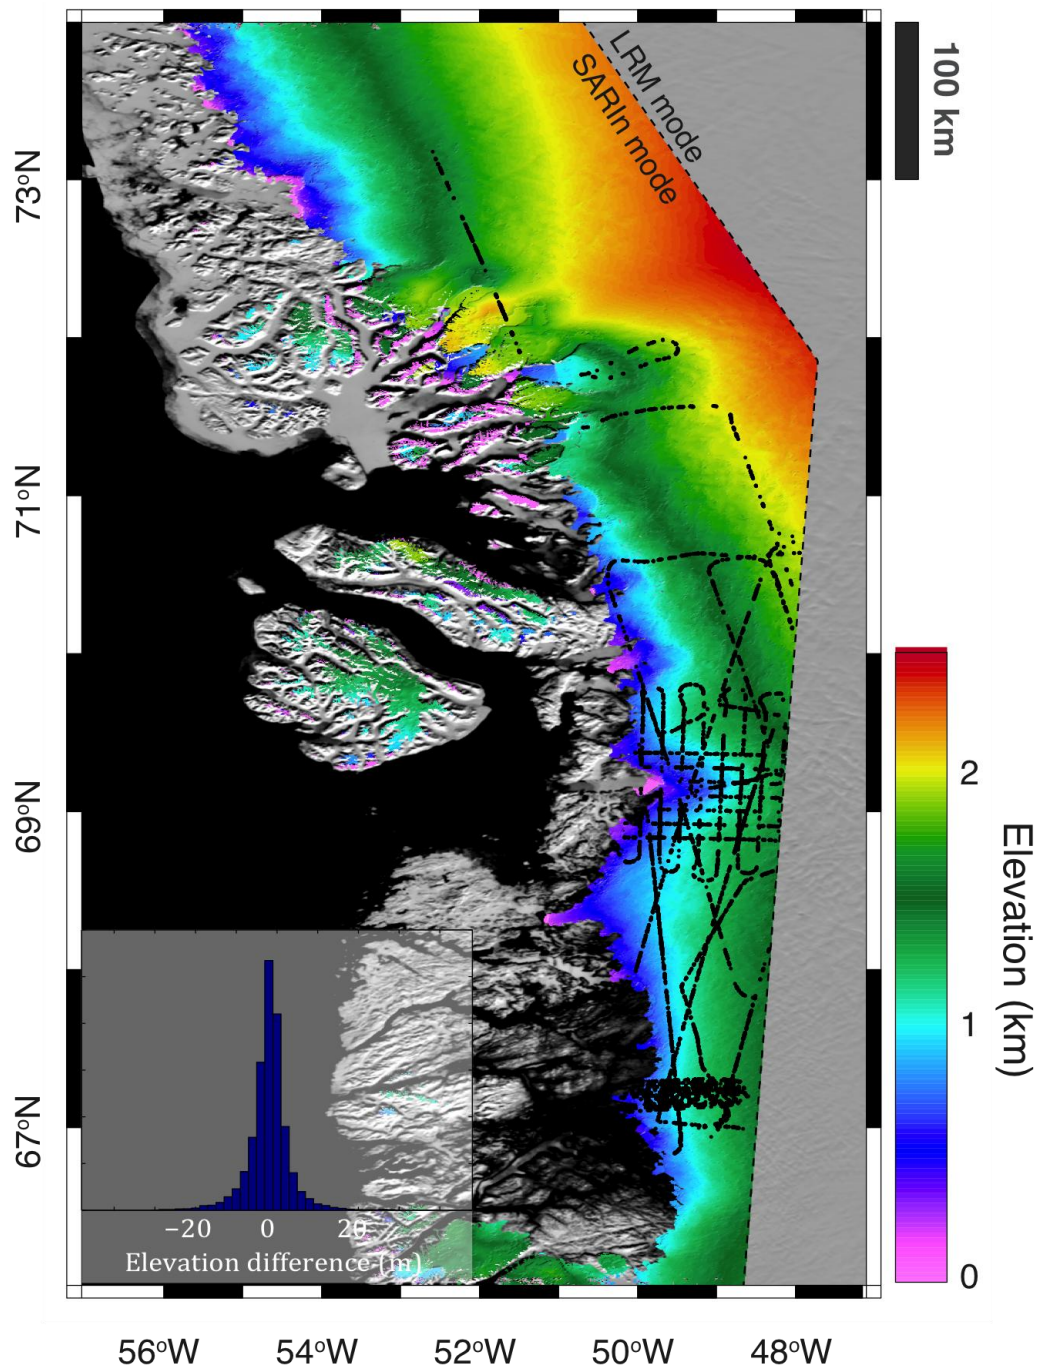 100 km
LRM mode
SARIn mode
73°N
71°N
69°N
67°N
2
1
0
Elevation (km)
−20 0 20
Elevation difference (m)
56°W 54°W 52°W 50°W 48°W